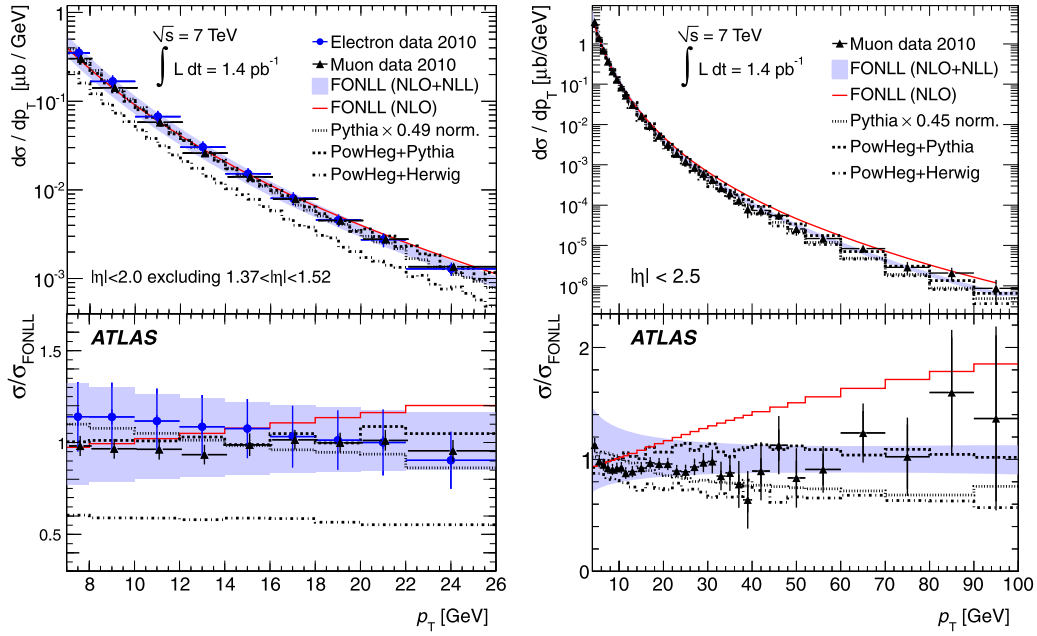 dσ / dp_T [μb / GeV]
1
10⁻¹
10⁻²
10⁻³
√s = 7 TeV
∫ L dt = 1.4 pb⁻¹
Electron data 2010
Muon data 2010
FONLL (NLO+NLL)
FONLL (NLO)
Pythia × 0.49 norm.
PowHeg+Pythia
PowHeg+Herwig
|η|<2.0 excluding 1.37<|η|<1.52
σ/σ_FONLL
1.5
1
0.5
ATLAS
8 10 12 14 16 18 20 22 24 26
p_T [GeV]
dσ / dp_T [μb/GeV]
1
10⁻¹
10⁻²
10⁻³
10⁻⁴
10⁻⁵
10⁻⁶
√s = 7 TeV
∫ L dt = 1.4 pb⁻¹
Muon data 2010
FONLL (NLO+NLL)
FONLL (NLO)
Pythia × 0.45 norm.
PowHeg+Pythia
PowHeg+Herwig
|η| < 2.5
σ/σ_FONLL
2
1
0
ATLAS
10 20 30 40 50 60 70 80 90 100
p_T [GeV]